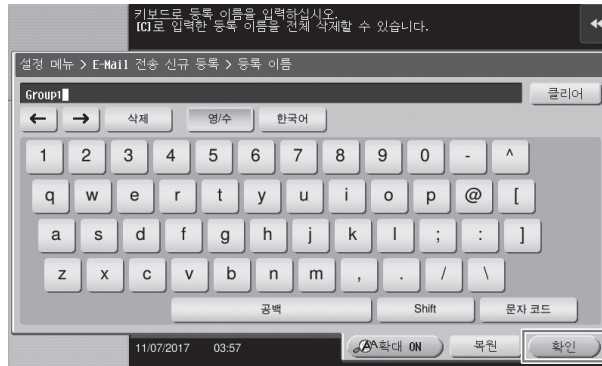 키보드로 등록 이름을 입력하십시오.
[C]로 입력한 등록 이름을 전체 삭제할 수 있습니다.
설정 메뉴 > E-Mail 전송 신규 등록 > 등록 이름
Group1 클리어
← → 삭제 영/수 한국어
1 2 3 4 5 6 7 8 9 0 - ^
q w e r t y u i o p @ [
a s d f g h j k l ; : ]
z x c v b n m , . / \
공백 Shift 문자 코드
11/07/2017 03:57 확대 ON 복원 확인